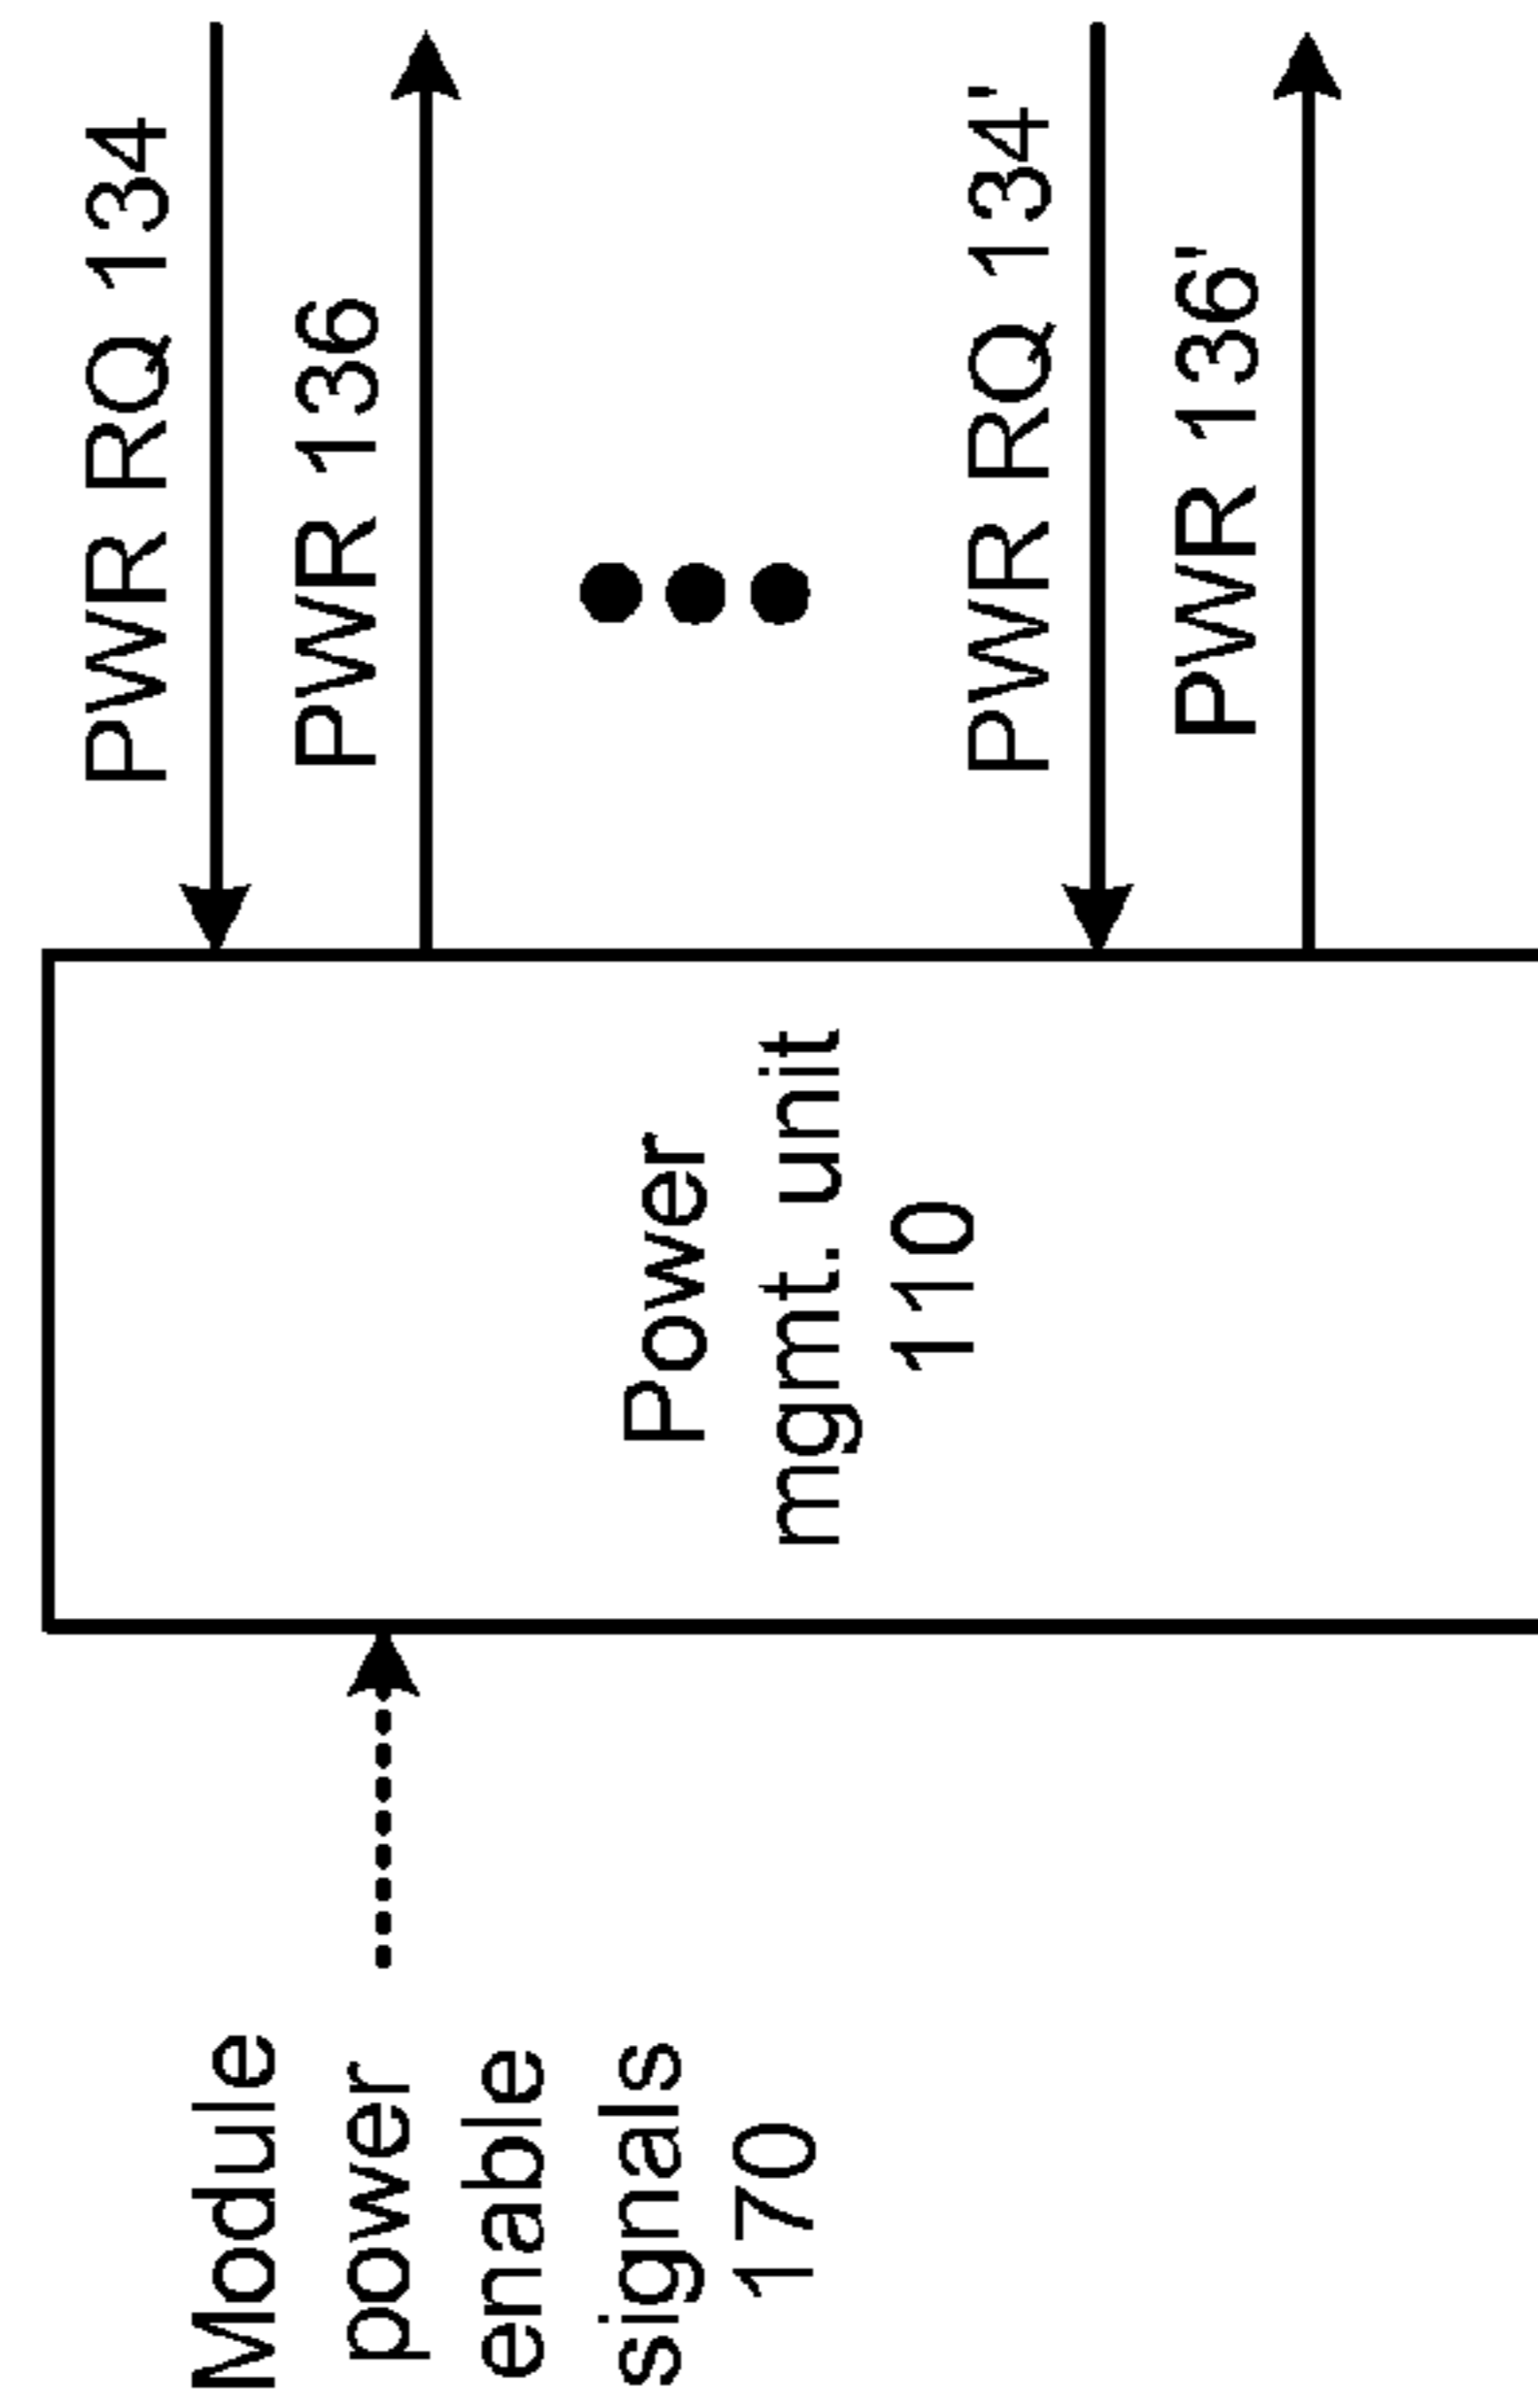 PWR RQ 134
PWR 136
PWR RQ 134'
PWR 136'
Power
mgmt. unit
110
Module
power
enable
signals
170